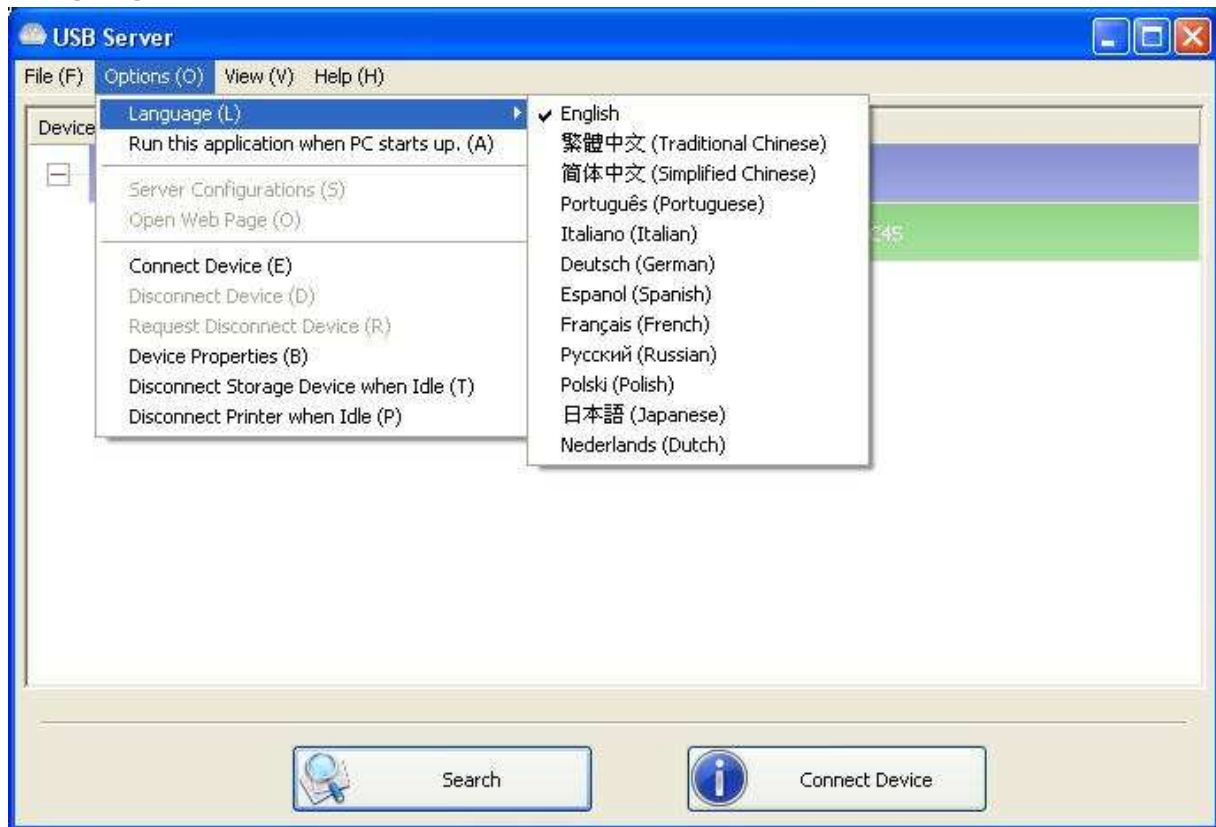 USB Server
File (F) Options (O) View (V) Help (H)
Device
Language (L)
Run this application when PC starts up. (A)
Server Configurations (S)
Open Web Page (O)
Connect Device (E)
Disconnect Device (D)
Request Disconnect Device (R)
Device Properties (B)
Disconnect Storage Device when Idle (T)
Disconnect Printer when Idle (P)
English
繁體中文 (Traditional Chinese)
简体中文 (Simplified Chinese)
Português (Portuguese)
Italiano (Italian)
Deutsch (German)
Espanol (Spanish)
Français (French)
Русский (Russian)
Polski (Polish)
日本語 (Japanese)
Nederlands (Dutch)
Search
Connect Device